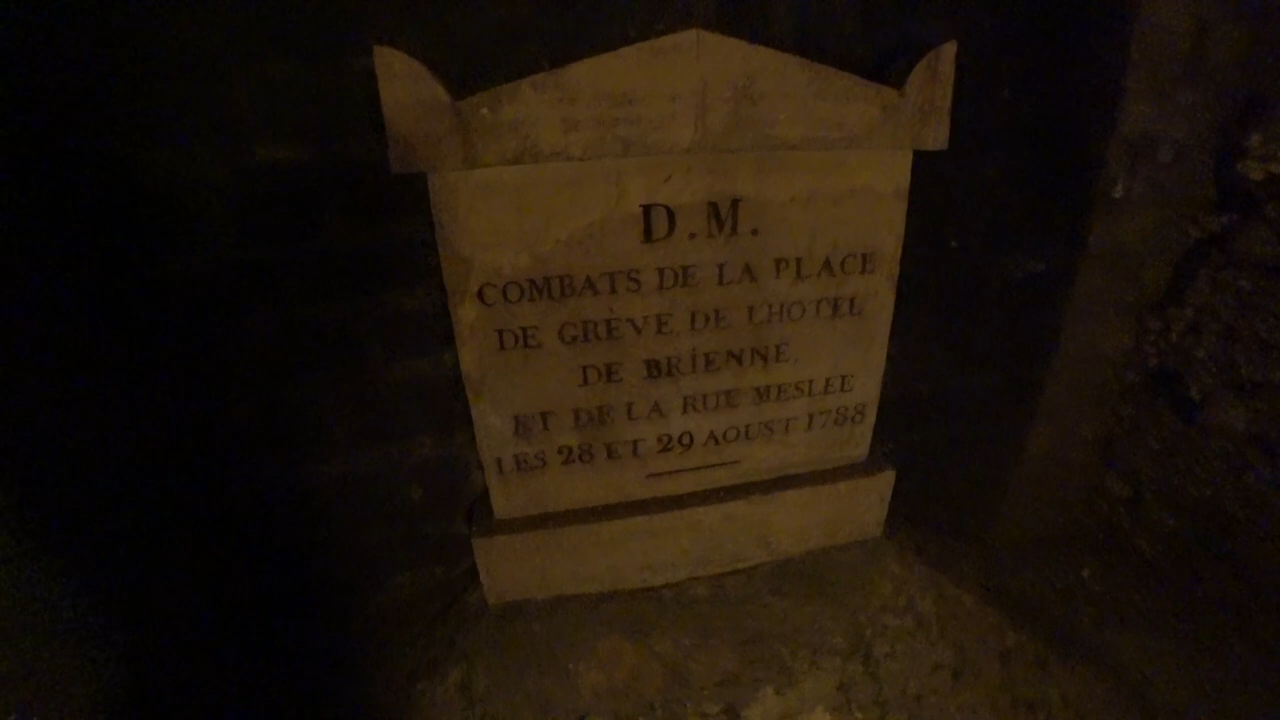 D.M.
COMBATS DE LA PLACE
DE GRÈVE, DE L'HOTEL
DE BRIENNE,
ET DE LA RUE MESLEE
LES 28 ET 29 AOUST 1788